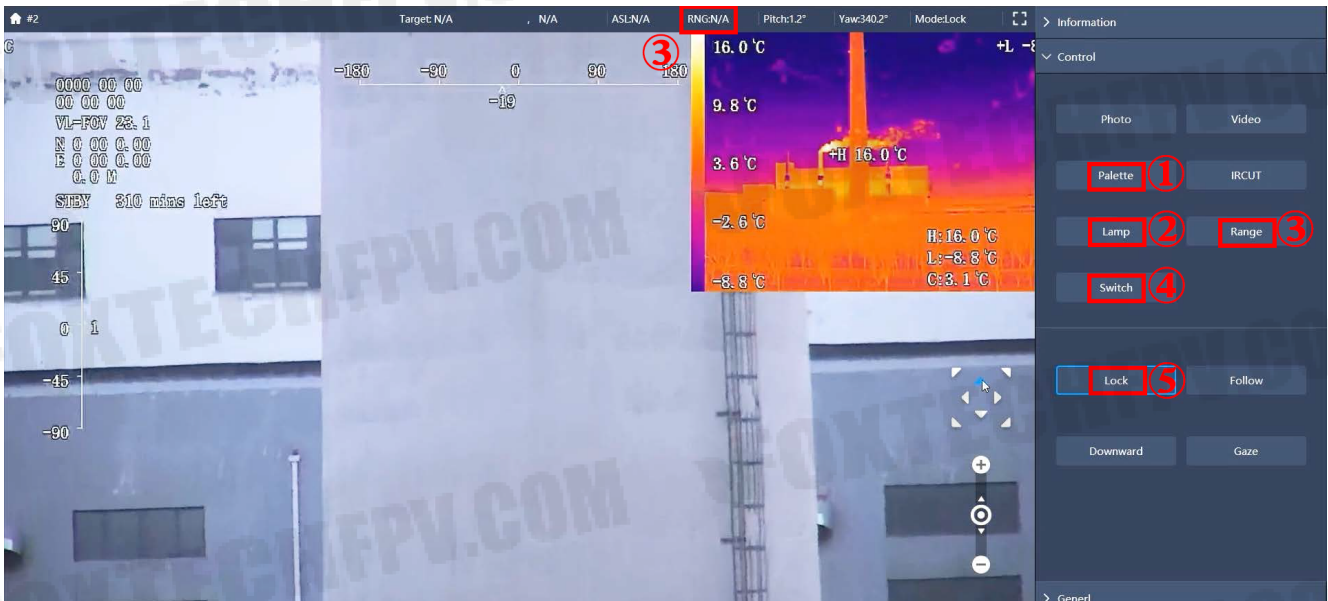 #2 Target: N/A , N/A ASL:N/A RNG:N/A Pitch:1.2° Yaw:340.2° Mode:Lock
③
0000 00 00
00 00 00
VL-FOV 23.1
N 0 00 0.00
E 0 00 0.00
0.0 M
STBY 310 mins left
90
45
0 1
-45
-90
-180 -90 0 90 180
-19
16.0 ℃ +L -8
9.8 ℃
3.6 ℃
+H 16.0 ℃
-2.6 ℃
-8.8 ℃
H:16.0 ℃
L:-8.8 ℃
C:3.1 ℃
Information
Control
Photo Video
Palette ① IRCUT
Lamp ② Range ③
Switch ④
Lock ⑤ Follow
Downward Gaze
Generl
FOXTECHFPV.COM